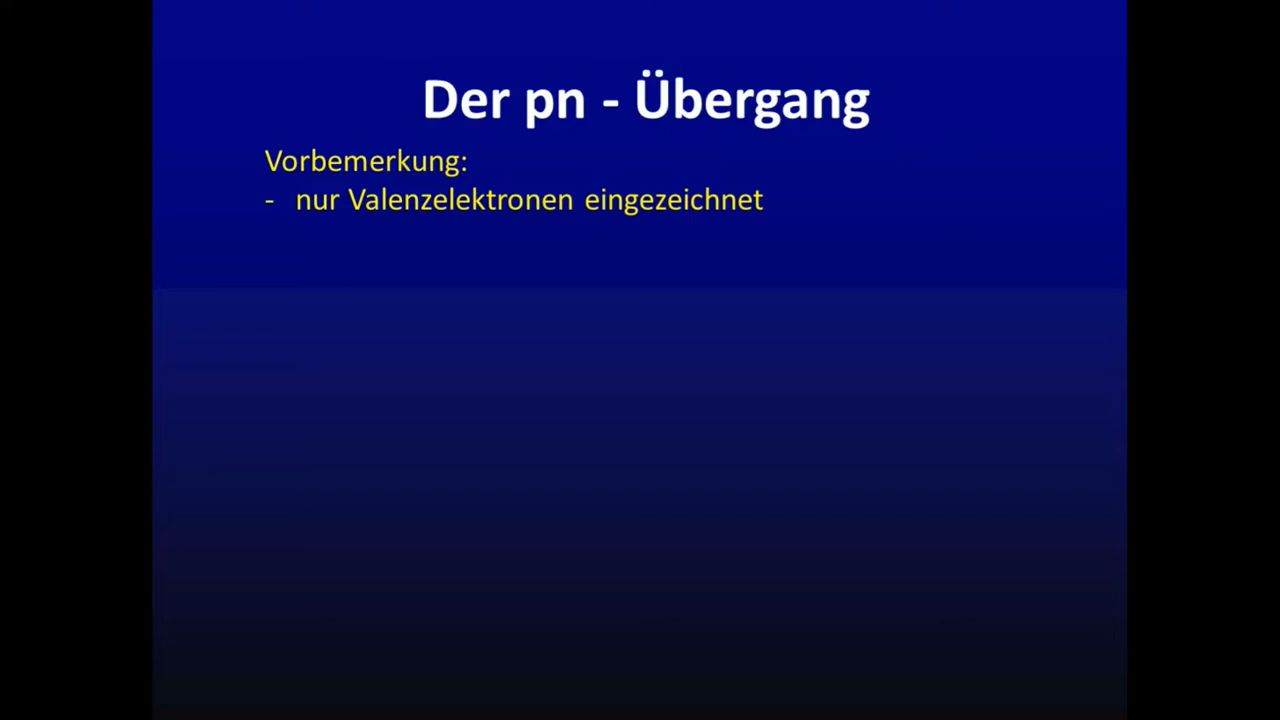 Der pn - Übergang
Vorbemerkung:
- nur Valenzelektronen eingezeichnet